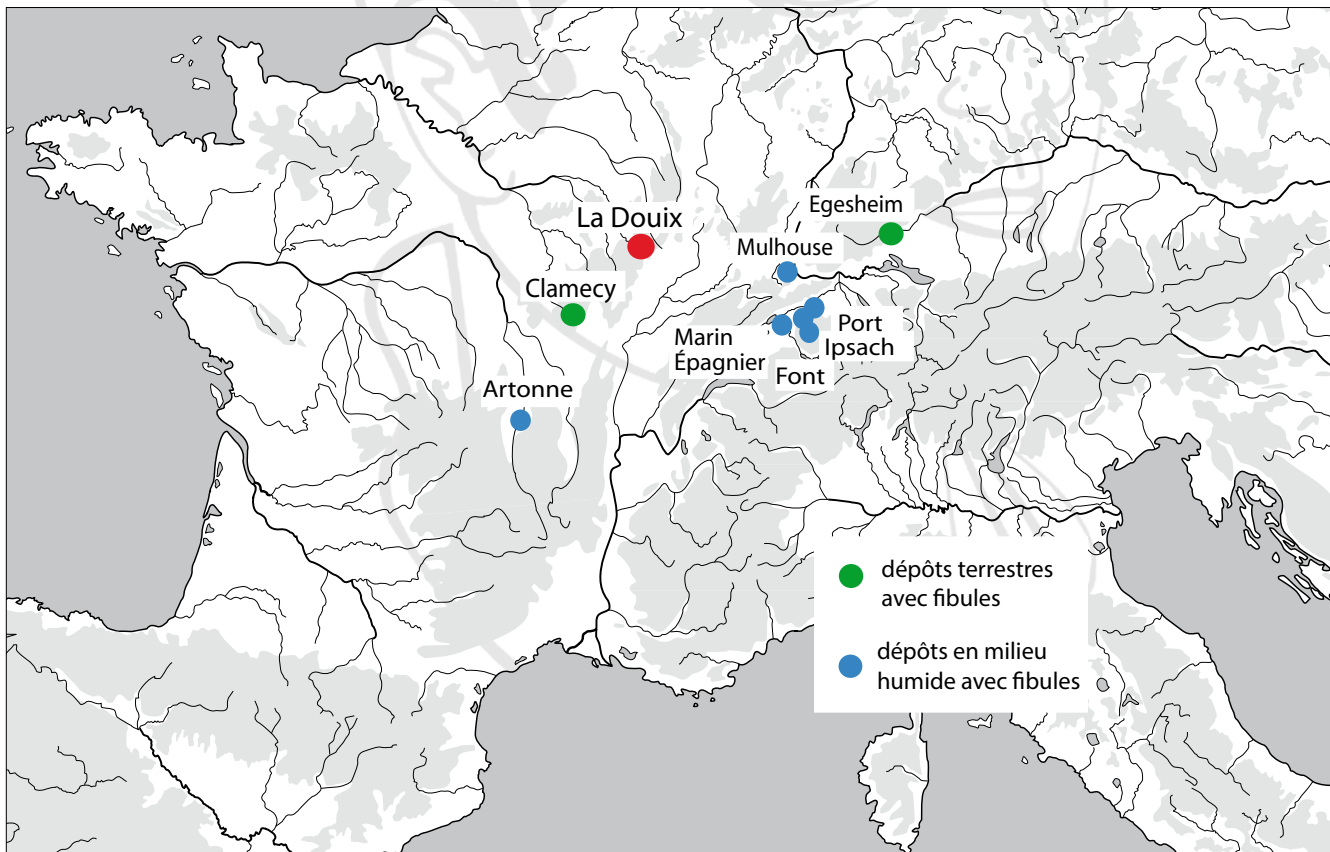 Egesheim
La Douix
Mulhouse
Clamecy
Port
Ipsach
Marin
Épagnier
Font
Artonne
dépôts terrestres
avec fibules
dépôts en milieu
humide avec fibules